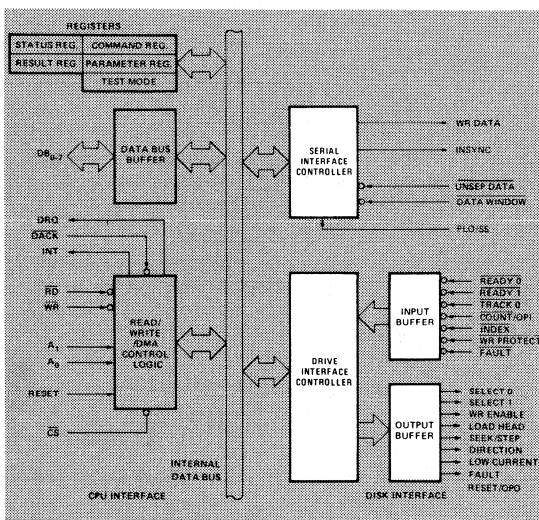 REGISTERS
STATUS REG. COMMAND REG.
RESULT REG. PARAMETER REG.
TEST MODE
DB0-7
DATA BUS
BUFFER
DRQ
DACK
INT
RD
WR
A1
A0
RESET
CS
READ/
WRITE
/DMA
CONTROL
LOGIC
INTERNAL
DATA BUS
CPU INTERFACE
SERIAL
INTERFACE
CONTROLLER
WR DATA
INSYNC
UNSEP DATA
DATA WINDOW
PLO/SS
DRIVE
INTERFACE
CONTROLLER
INPUT
BUFFER
READY 0
READY 1
TRACK 0
COUNT/OPI
INDEX
WR PROTECT
FAULT
OUTPUT
BUFFER
SELECT 0
SELECT 1
WR ENABLE
LOAD HEAD
SEEK/STEP
DIRECTION
LOW CURRENT
FAULT
RESET/OPO
DISK INTERFACE